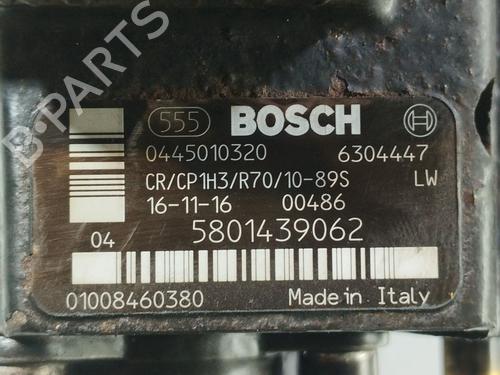 B-PARTS
555 BOSCH
0445010320 6304447
CR/CP1H3/R70/10-89S LW
16-11-16 00486
04 5801439062
01008460380 Made in Italy